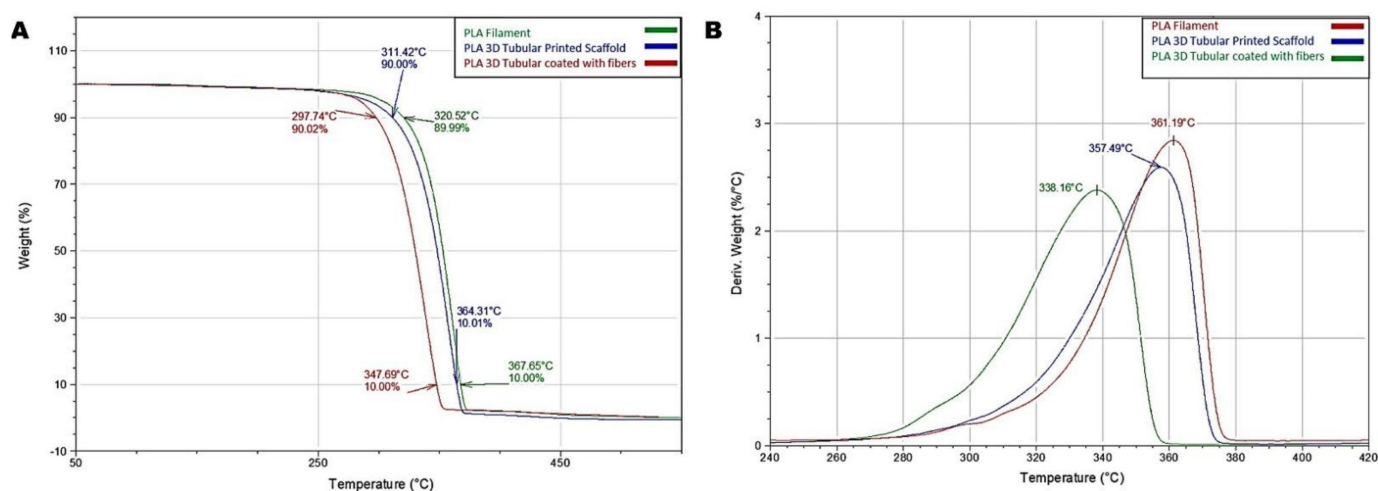 A
PLA Filament
PLA 3D Tubular Printed Scaffold
PLA 3D Tubular coated with fibers
110
90
70
50
30
10
-10
Weight (%)
311.42°C
90.00%
297.74°C
90.02%
320.52°C
89.99%
364.31°C
10.01%
347.69°C
10.00%
367.65°C
10.00%
50
250
450
Temperature (°C)
B
PLA Filament
PLA 3D Tubular Printed Scaffold
PLA 3D Tubular coated with fibers
4
3
2
1
0
Deriv. Weight (%/°C)
361.19°C
357.49°C
338.16°C
240
260
280
300
320
340
360
380
400
420
Temperature (°C)